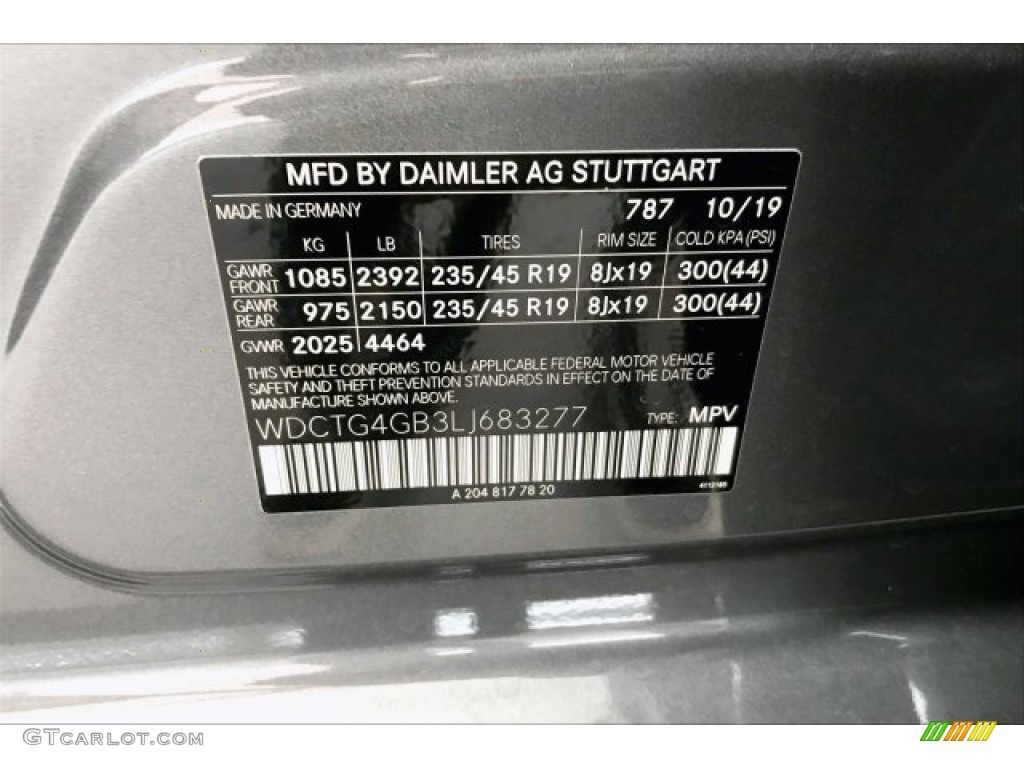 MFD BY DAIMLER AG STUTTGART
MADE IN GERMANY 787 10/19
KG LB TIRES RIM SIZE COLD KPA (PSI)
GAWR FRONT 1085 2392 235/45 R19 8Jx19 300(44)
GAWR REAR 975 2150 235/45 R19 8Jx19 300(44)
GVWR 2025 4464
THIS VEHICLE CONFORMS TO ALL APPLICABLE FEDERAL MOTOR VEHICLE
SAFETY AND THEFT PREVENTION STANDARDS IN EFFECT ON THE DATE OF
MANUFACTURE SHOWN ABOVE.
WDCTG4GB3LJ683277 TYPE: MPV
A 204 817 78 20
GTCarLot.com